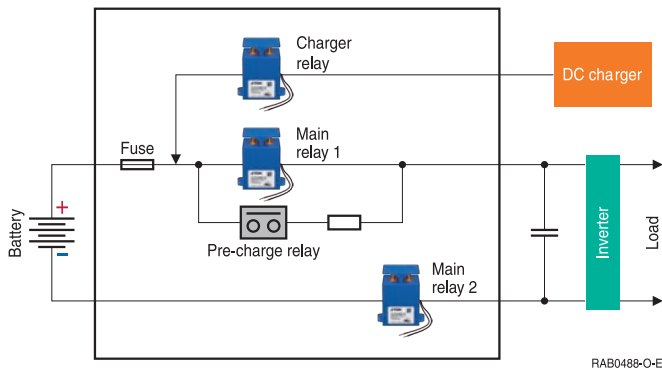 Charger
relay
DC charger
Fuse
Main
relay 1
+
Battery
-
Pre-charge relay
Main
relay 2
Inverter
Load
RAB0488-O-E